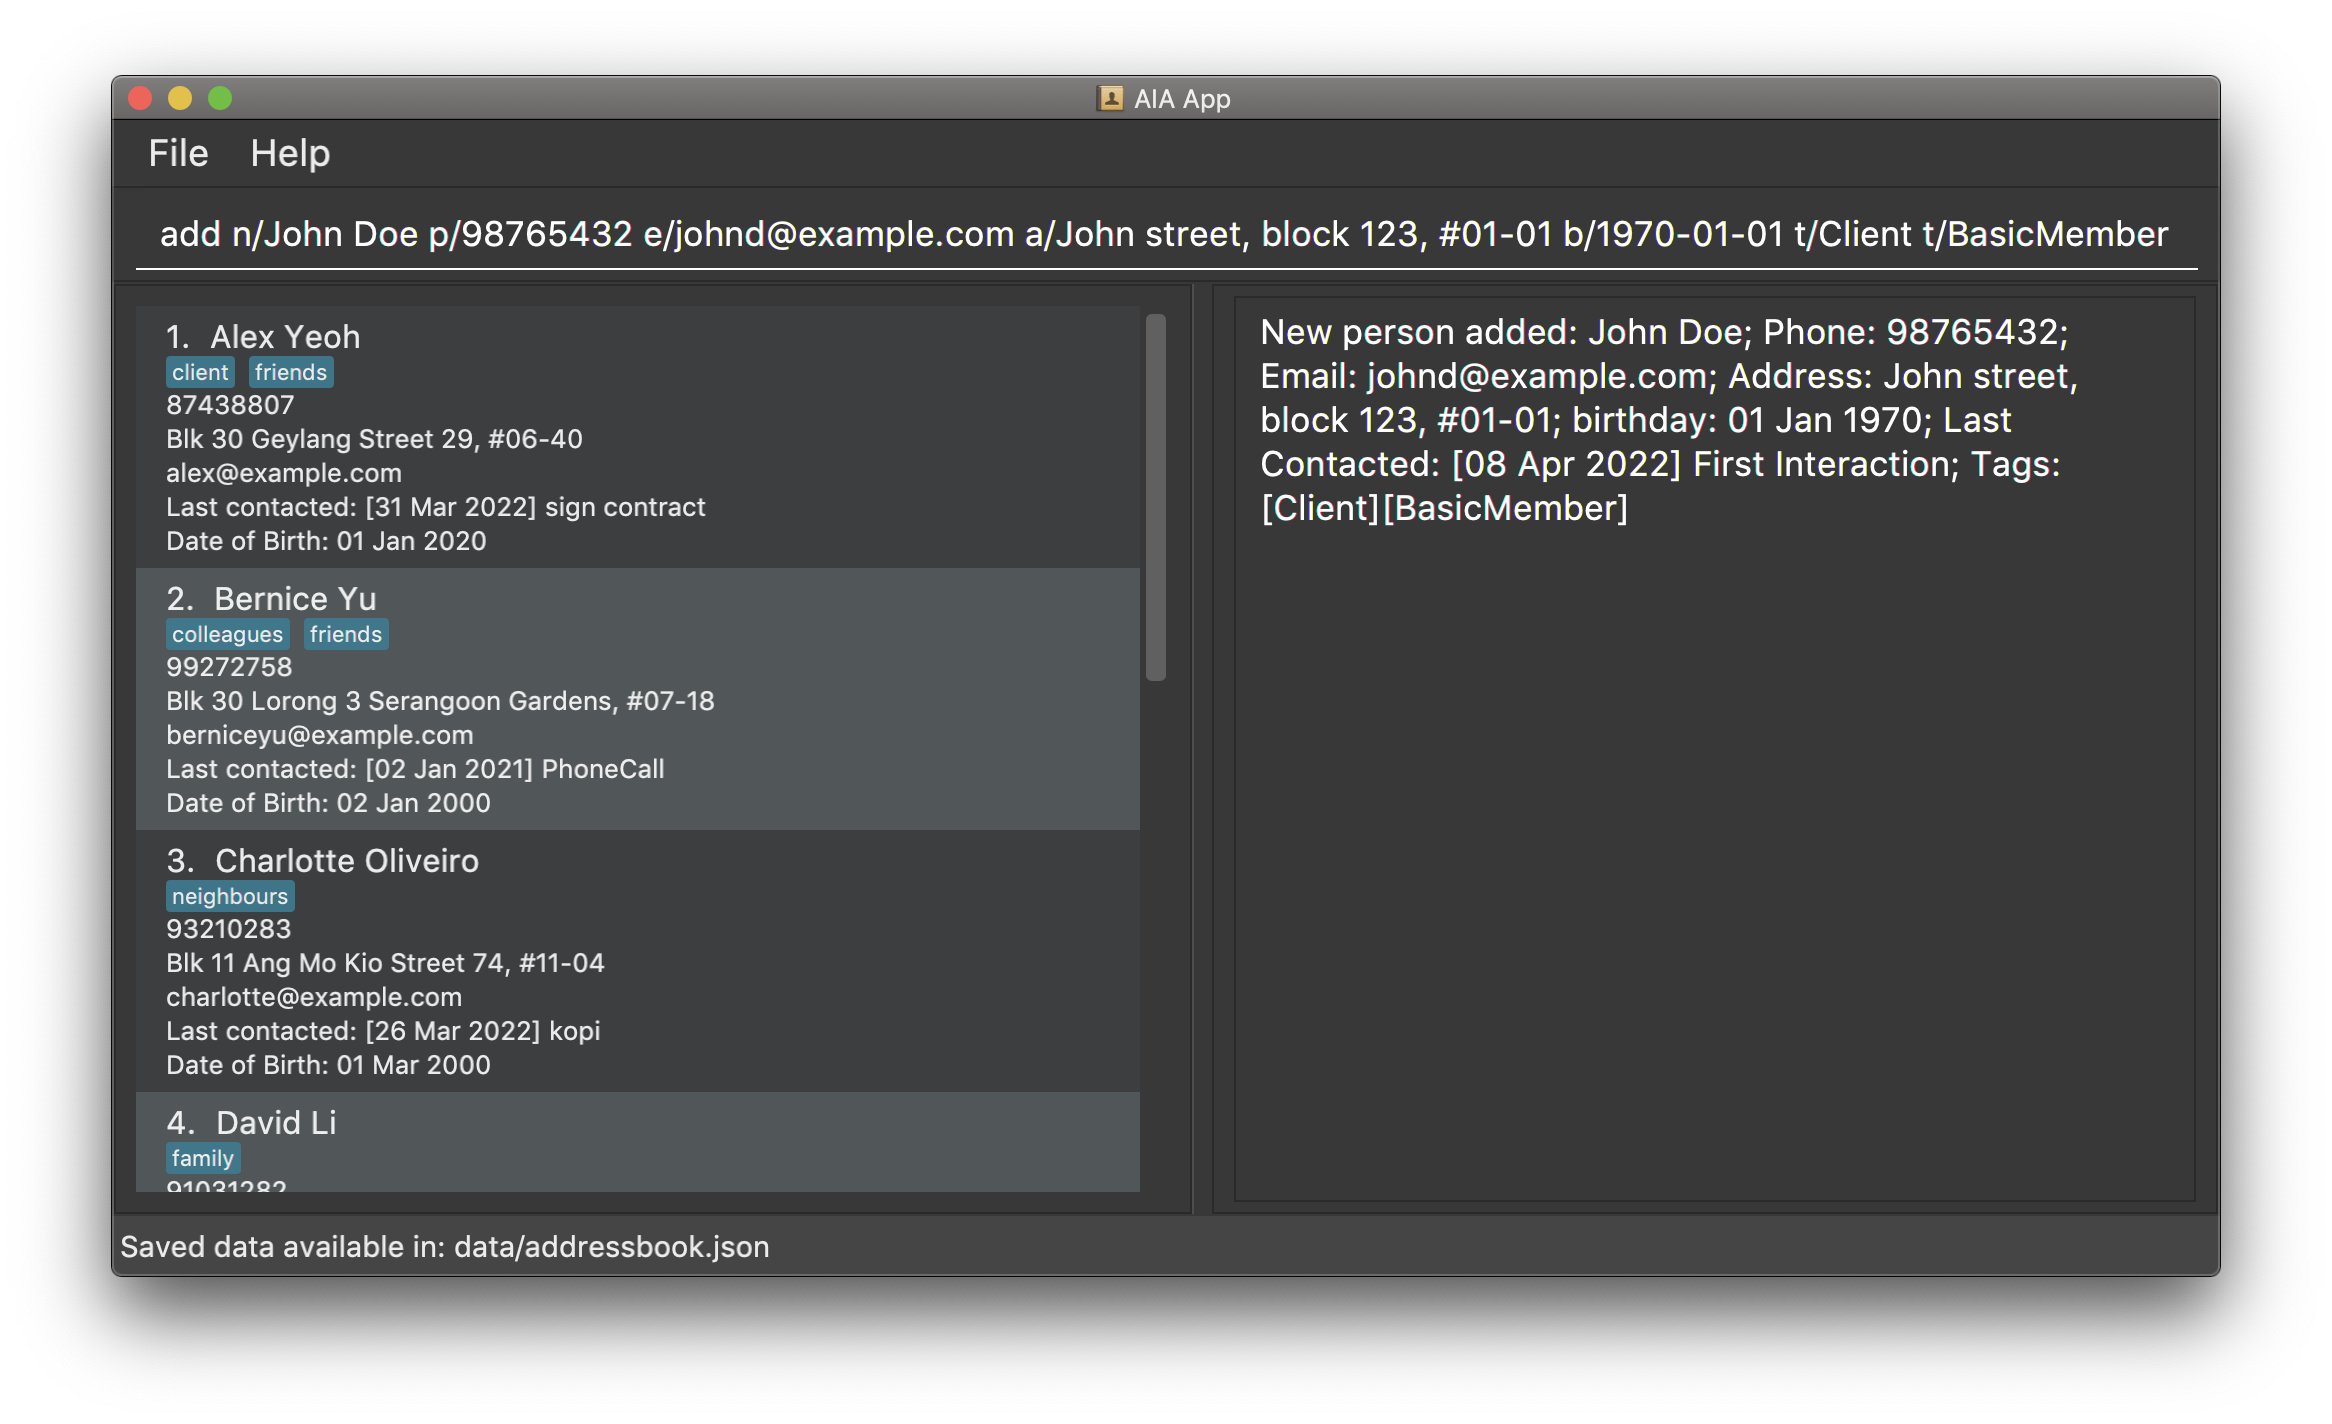 AIA App
File Help
add n/John Doe p/98765432 e/johnd@example.com a/John street, block 123, #01-01 b/1970-01-01 t/Client t/BasicMember
1. Alex Yeoh
client friends
87438807
Blk 30 Geylang Street 29, #06-40
alex@example.com
Last contacted: [31 Mar 2022] sign contract
Date of Birth: 01 Jan 2020
2. Bernice Yu
colleagues friends
99272758
Blk 30 Lorong 3 Serangoon Gardens, #07-18
berniceyu@example.com
Last contacted: [02 Jan 2021] PhoneCall
Date of Birth: 02 Jan 2000
3. Charlotte Oliveiro
neighbours
93210283
Blk 11 Ang Mo Kio Street 74, #11-04
charlotte@example.com
Last contacted: [26 Mar 2022] kopi
Date of Birth: 01 Mar 2000
4. David Li
family
91031282
New person added: John Doe; Phone: 98765432;
Email: johnd@example.com; Address: John street,
block 123, #01-01; birthday: 01 Jan 1970; Last
Contacted: [08 Apr 2022] First Interaction; Tags:
[Client][BasicMember]
Saved data available in: data/addressbook.json